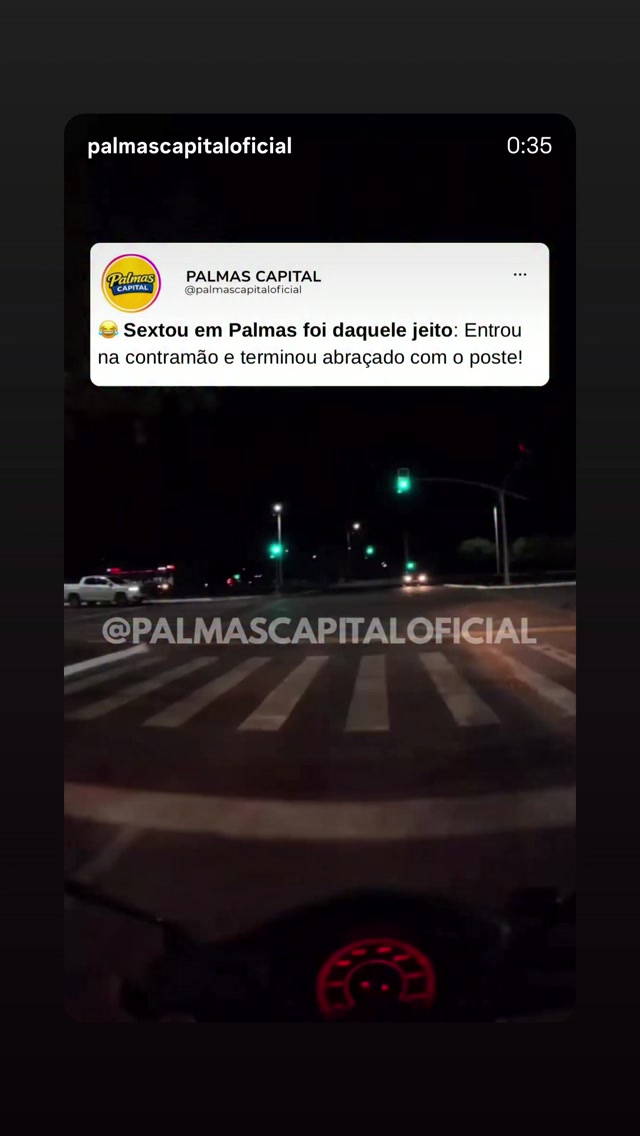 palmascapitaloficial 0:35
Palmas
CAPITAL
PALMAS CAPITAL
...
@palmascapitaloficial
😂 Sextou em Palmas foi daquele jeito: Entrou
na contramão e terminou abraçado com o poste!
@PALMASCAPITALOFICIAL